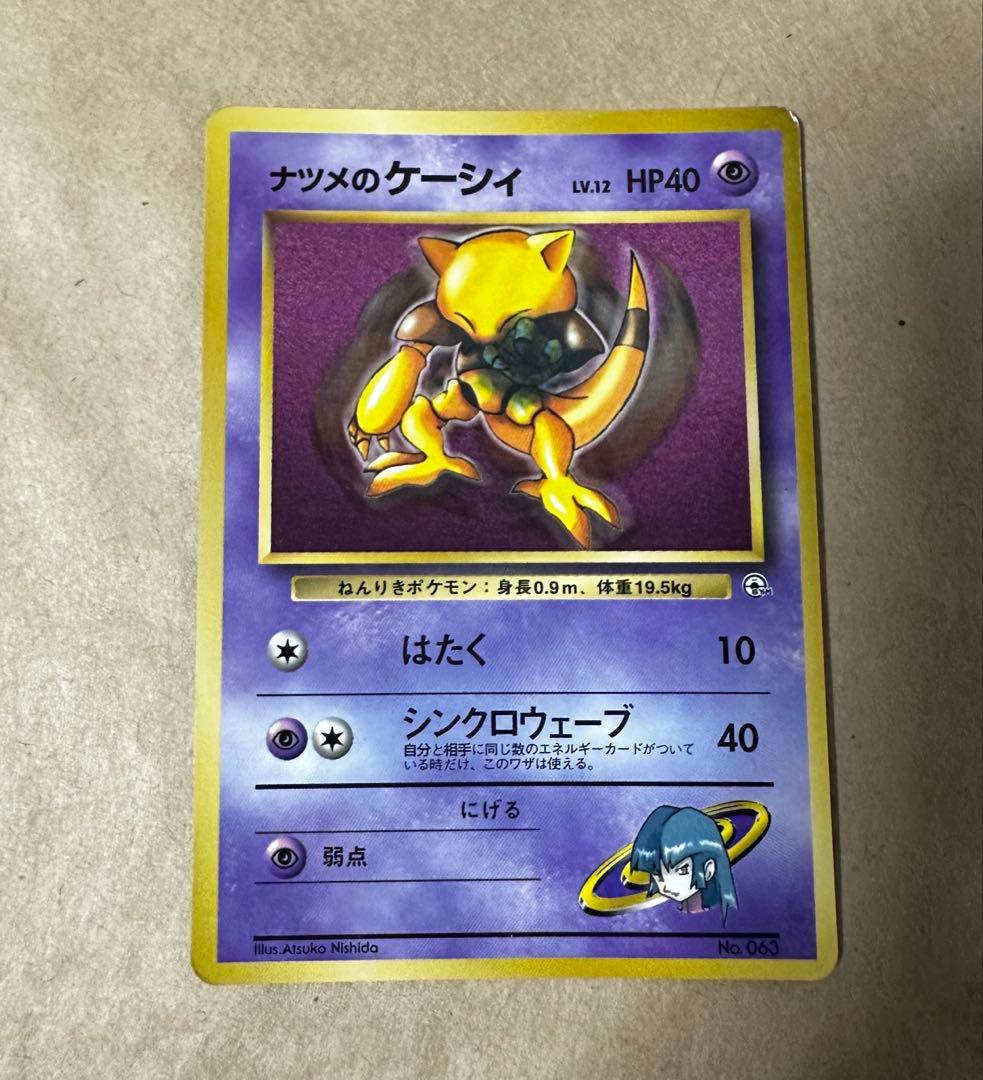 ナツメのケーシィ LV.12 HP40
ねんりきポケモン：身長0.9m、体重19.5kg
GYM
はたく 10
シンクロウェーブ 40
自分と相手に同じ数のエネルギーカードがついて
いる時だけ、このワザは使える。
にげる
弱点
Illus.Atsuko Nishida No.063